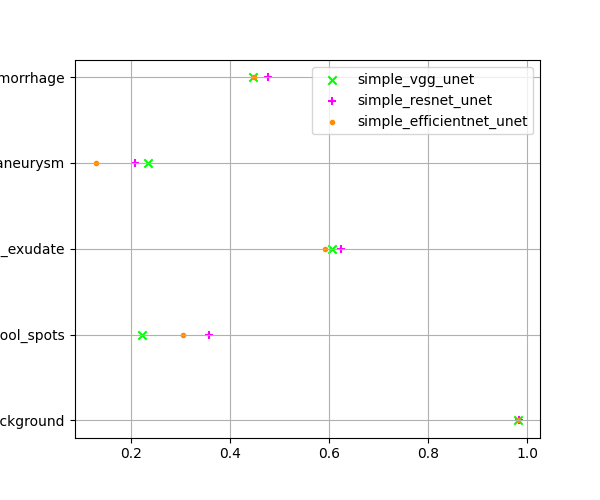 simple_vgg_unet
simple_resnet_unet
simple_efficientnet_unet
morrhage
aneurysm
_exudate
ool_spots
ckground
0.2 0.4 0.6 0.8 1.0